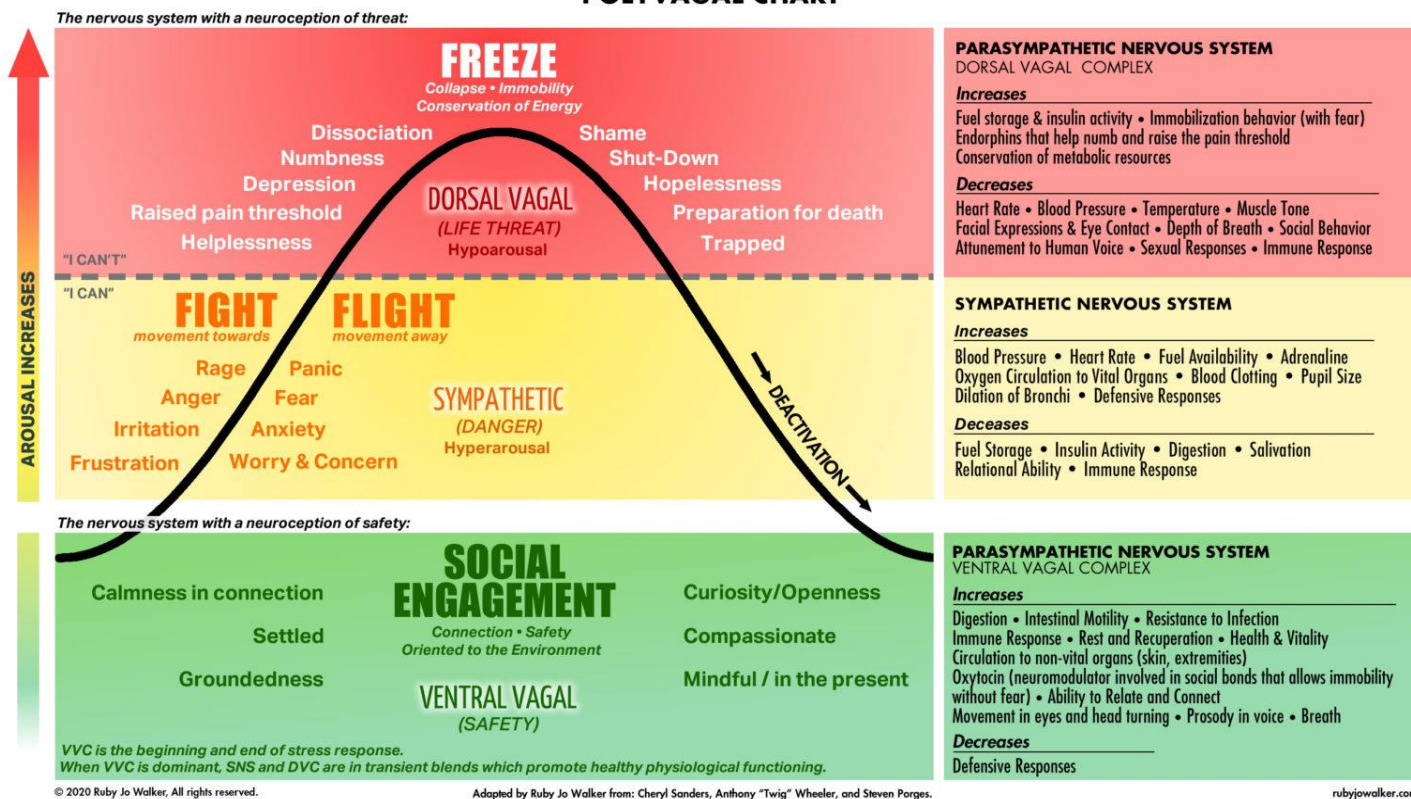 POLYVAGAL CHART
The nervous system with a neuroception of threat:
AROUSAL INCREASES
FREEZE
Collapse • Immobility
Conservation of Energy
Dissociation
Numbness
Depression
Raised pain threshold
Helplessness
Shame
Shut-Down
Hopelessness
Preparation for death
Trapped
DORSAL VAGAL
(LIFE THREAT)
Hypoarousal
"I CAN'T"
"I CAN"
FIGHT
movement towards
FLIGHT
movement away
Rage
Panic
Anger
Fear
Irritation
Anxiety
Frustration
Worry & Concern
SYMPATHETIC
(DANGER)
Hyperarousal
DEACTIVATION
The nervous system with a neuroception of safety:
SOCIAL
ENGAGEMENT
Connection • Safety
Oriented to the Environment
Calmness in connection
Settled
Groundedness
Curiosity/Openness
Compassionate
Mindful / in the present
VENTRAL VAGAL
(SAFETY)
VVC is the beginning and end of stress response.
When VVC is dominant, SNS and DVC are in transient blends which promote healthy physiological functioning.
PARASYMPATHETIC NERVOUS SYSTEM
DORSAL VAGAL COMPLEX
Increases
Fuel storage & insulin activity • Immobilization behavior (with fear)
Endorphins that help numb and raise the pain threshold
Conservation of metabolic resources
Decreases
Heart Rate • Blood Pressure • Temperature • Muscle Tone
Facial Expressions & Eye Contact • Depth of Breath • Social Behavior
Attunement to Human Voice • Sexual Responses • Immune Response
SYMPATHETIC NERVOUS SYSTEM
Increases
Blood Pressure • Heart Rate • Fuel Availability • Adrenaline
Oxygen Circulation to Vital Organs • Blood Clotting • Pupil Size
Dilation of Bronchi • Defensive Responses
Deceases
Fuel Storage • Insulin Activity • Digestion • Salivation
Relational Ability • Immune Response
PARASYMPATHETIC NERVOUS SYSTEM
VENTRAL VAGAL COMPLEX
Increases
Digestion • Intestinal Motility • Resistance to Infection
Immune Response • Rest and Recuperation • Health & Vitality
Circulation to non-vital organs (skin, extremities)
Oxytocin (neuromodulator involved in social bonds that allows immobility
without fear) • Ability to Relate and Connect
Movement in eyes and head turning • Prosody in voice • Breath
Decreases
Defensive Responses
© 2020 Ruby Jo Walker, All rights reserved.
Adapted by Ruby Jo Walker from: Cheryl Sanders, Anthony "Twig" Wheeler, and Steven Porges.
rubyjowalker.com